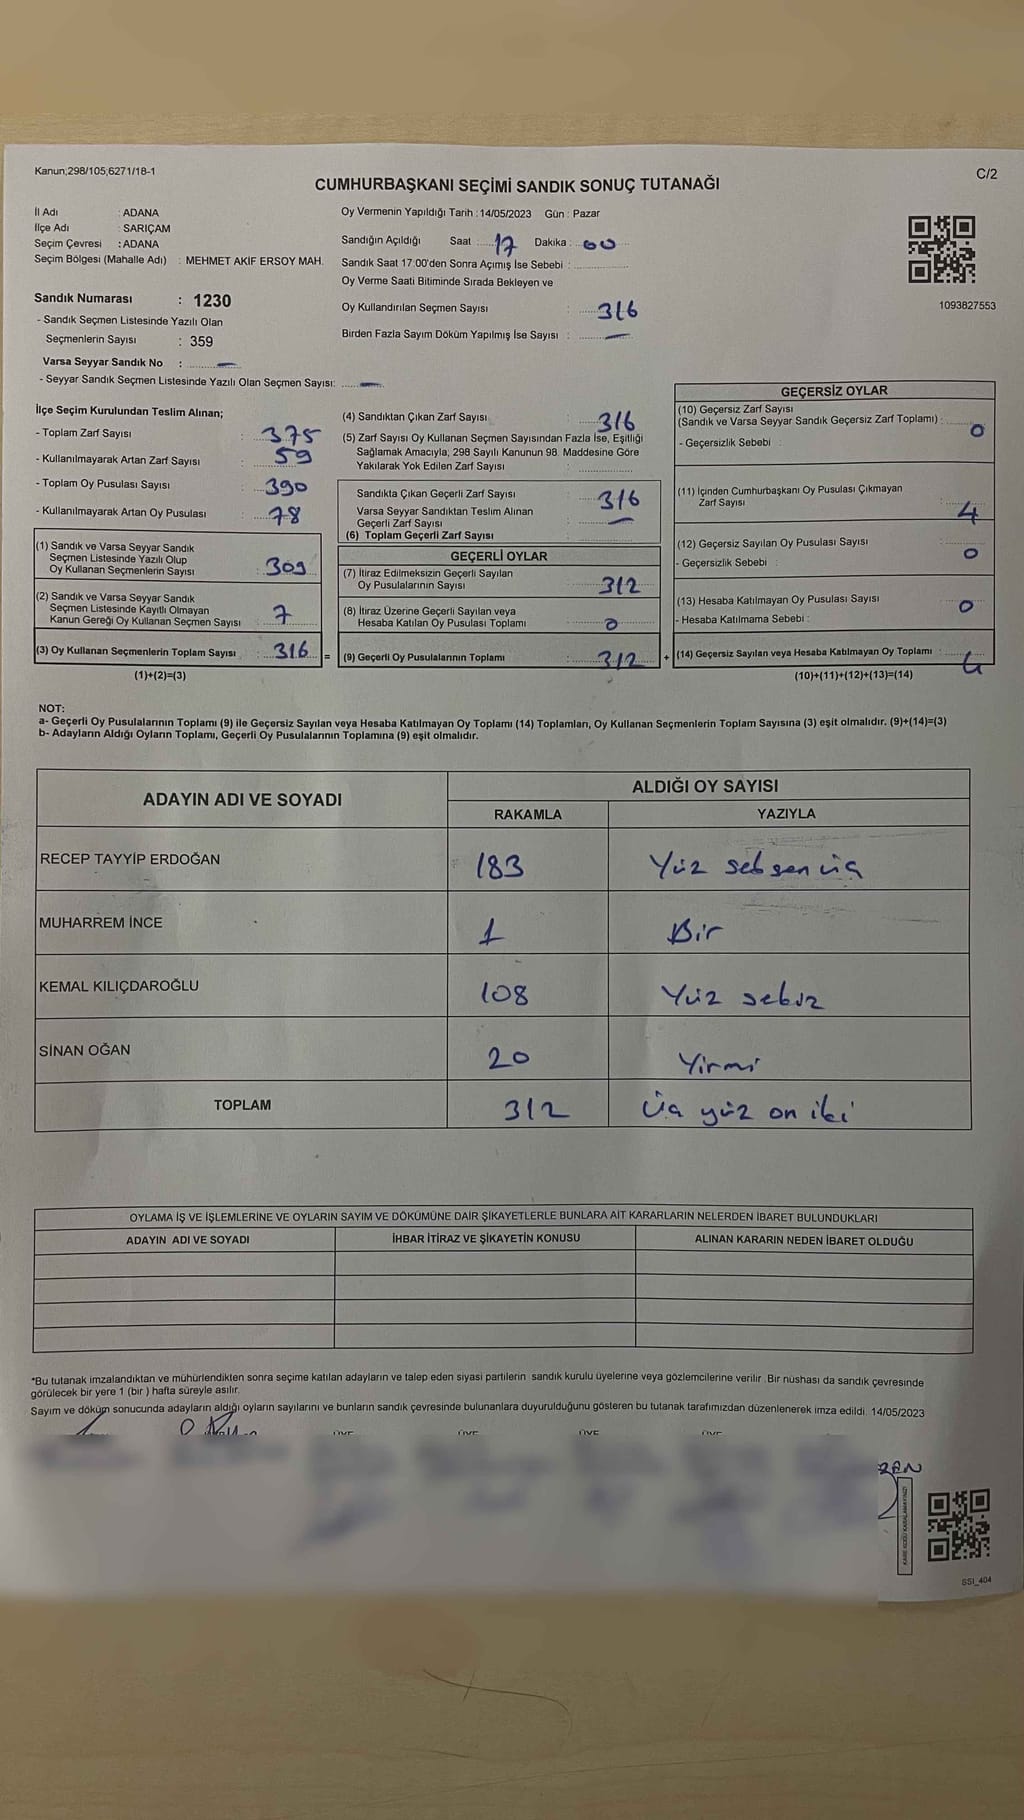 Kanun;298/105,6271/18-1
C/2
CUMHURBAŞKANI SEÇİMİ SANDIK SONUÇ TUTANAĞI
İl Adı : ADANA
İlçe Adı : SARIÇAM
Seçim Çevresi : ADANA
Seçim Bölgesi (Mahalle Adı) : MEHMET AKİF ERSOY MAH.
Sandık Numarası : 1230
- Sandık Seçmen Listesinde Yazılı Olan
Seçmenlerin Sayısı : 359
Varsa Seyyar Sandık No : —
- Seyyar Sandık Seçmen Listesinde Yazılı Olan Seçmen Sayısı: —
Oy Vermenin Yapıldığı Tarih : 14/05/2023 Gün : Pazar
Sandığın Açıldığı Saat 17 Dakika : 00
Sandık Saat 17.00'den Sonra Açımış İse Sebebi :
Oy Verme Saati Bitiminde Sırada Bekleyen ve
Oy Kullandırılan Seçmen Sayısı : 316
Birden Fazla Sayım Döküm Yapılmış İse Sayısı : —
1093827553
İlçe Seçim Kurulundan Teslim Alınan;
- Toplam Zarf Sayısı : 375
- Kullanılmayarak Artan Zarf Sayısı : 59
- Toplam Oy Pusulası Sayısı : 390
- Kullanılmayarak Artan Oy Pusulası : 78
(1) Sandık ve Varsa Seyyar Sandık
Seçmen Listesinde Yazılı Olup
Oy Kullanan Seçmenlerin Sayısı : 309
(2) Sandık ve Varsa Seyyar Sandık
Seçmen Listesinde Kayıtlı Olmayan
Kanun Gereği Oy Kullanan Seçmen Sayısı : 7
(3) Oy Kullanan Seçmenlerin Toplam Sayısı : 316 =
(1)+(2)=(3)
(4) Sandıktan Çıkan Zarf Sayısı : 316
(5) Zarf Sayısı Oy Kullanan Seçmen Sayısından Fazla İse, Eşitliği
Sağlamak Amacıyla; 298 Sayılı Kanunun 98. Maddesine Göre
Yakılarak Yok Edilen Zarf Sayısı :
Sandıkta Çıkan Geçerli Zarf Sayısı : 316
Varsa Seyyar Sandıktan Teslim Alınan
Geçerli Zarf Sayısı : —
(6) Toplam Geçerli Zarf Sayısı :
GEÇERLİ OYLAR
(7) İtiraz Edilmeksizin Geçerli Sayılan
Oy Pusulalarının Sayısı : 312
(8) İtiraz Üzerine Geçerli Sayılan veya
Hesaba Katılan Oy Pusulası Toplamı : 0
(9) Geçerli Oy Pusulalarının Toplamı : 312 +
GEÇERSİZ OYLAR
(10) Geçersiz Zarf Sayısı
(Sandık ve Varsa Seyyar Sandık Geçersiz Zarf Toplamı) : 0
- Geçersizlik Sebebi :
(11) İçinden Cumhurbaşkanı Oy Pusulası Çıkmayan
Zarf Sayısı : 4
(12) Geçersiz Sayılan Oy Pusulası Sayısı : 0
- Geçersizlik Sebebi :
(13) Hesaba Katılmayan Oy Pusulası Sayısı : 0
- Hesaba Katılmama Sebebi :
(14) Geçersiz Sayılan veya Hesaba Katılmayan Oy Toplamı : 4
(10)+(11)+(12)+(13)=(14)
NOT:
a- Geçerli Oy Pusulalarının Toplamı (9) ile Geçersiz Sayılan veya Hesaba Katılmayan Oy Toplamı (14) Toplamları, Oy Kullanan Seçmenlerin Toplam Sayısına (3) eşit olmalıdır. (9)+(14)=(3)
b- Adayların Aldığı Oyların Toplamı, Geçerli Oy Pusulalarının Toplamına (9) eşit olmalıdır.
ADAYIN ADI VE SOYADI ALDIĞI OY SAYISI
RAKAMLA YAZIYLA
RECEP TAYYİP ERDOĞAN 183 Yüz seksen üç
MUHARREM İNCE 1 Bir
KEMAL KILIÇDAROĞLU 108 Yüz sekiz
SİNAN OĞAN 20 Yirmi
TOPLAM 312 Üç yüz on iki
OYLAMA İŞ VE İŞLEMLERİNE VE OYLARIN SAYIM VE DÖKÜMÜNE DAİR ŞİKAYETLERLE BUNLARA AİT KARARLARIN NELERDEN İBARET BULUNDUKLARI
ADAYIN ADI VE SOYADI İHBAR İTİRAZ VE ŞİKAYETİN KONUSU ALINAN KARARIN NEDEN İBARET OLDUĞU
*Bu tutanak imzalandıktan ve mühürlendikten sonra seçime katılan adayların ve talep eden siyasi partilerin sandık kurulu üyelerine veya gözlemcilerine verilir .Bir nüshası da sandık çevresinde
görülecek bir yere 1 (bir ) hafta süreyle asılır.
Sayım ve döküm sonucunda adayların aldığı oyların sayılarını ve bunların sandık çevresinde bulunanlara duyurulduğunu gösteren bu tutanak tarafımızdan düzenlenerek imza edildi. 14/05/2023
ÜYE ÜYE ÜYE ÜYE
KARE KODU KARALAMAYINIZ!
SSI_404